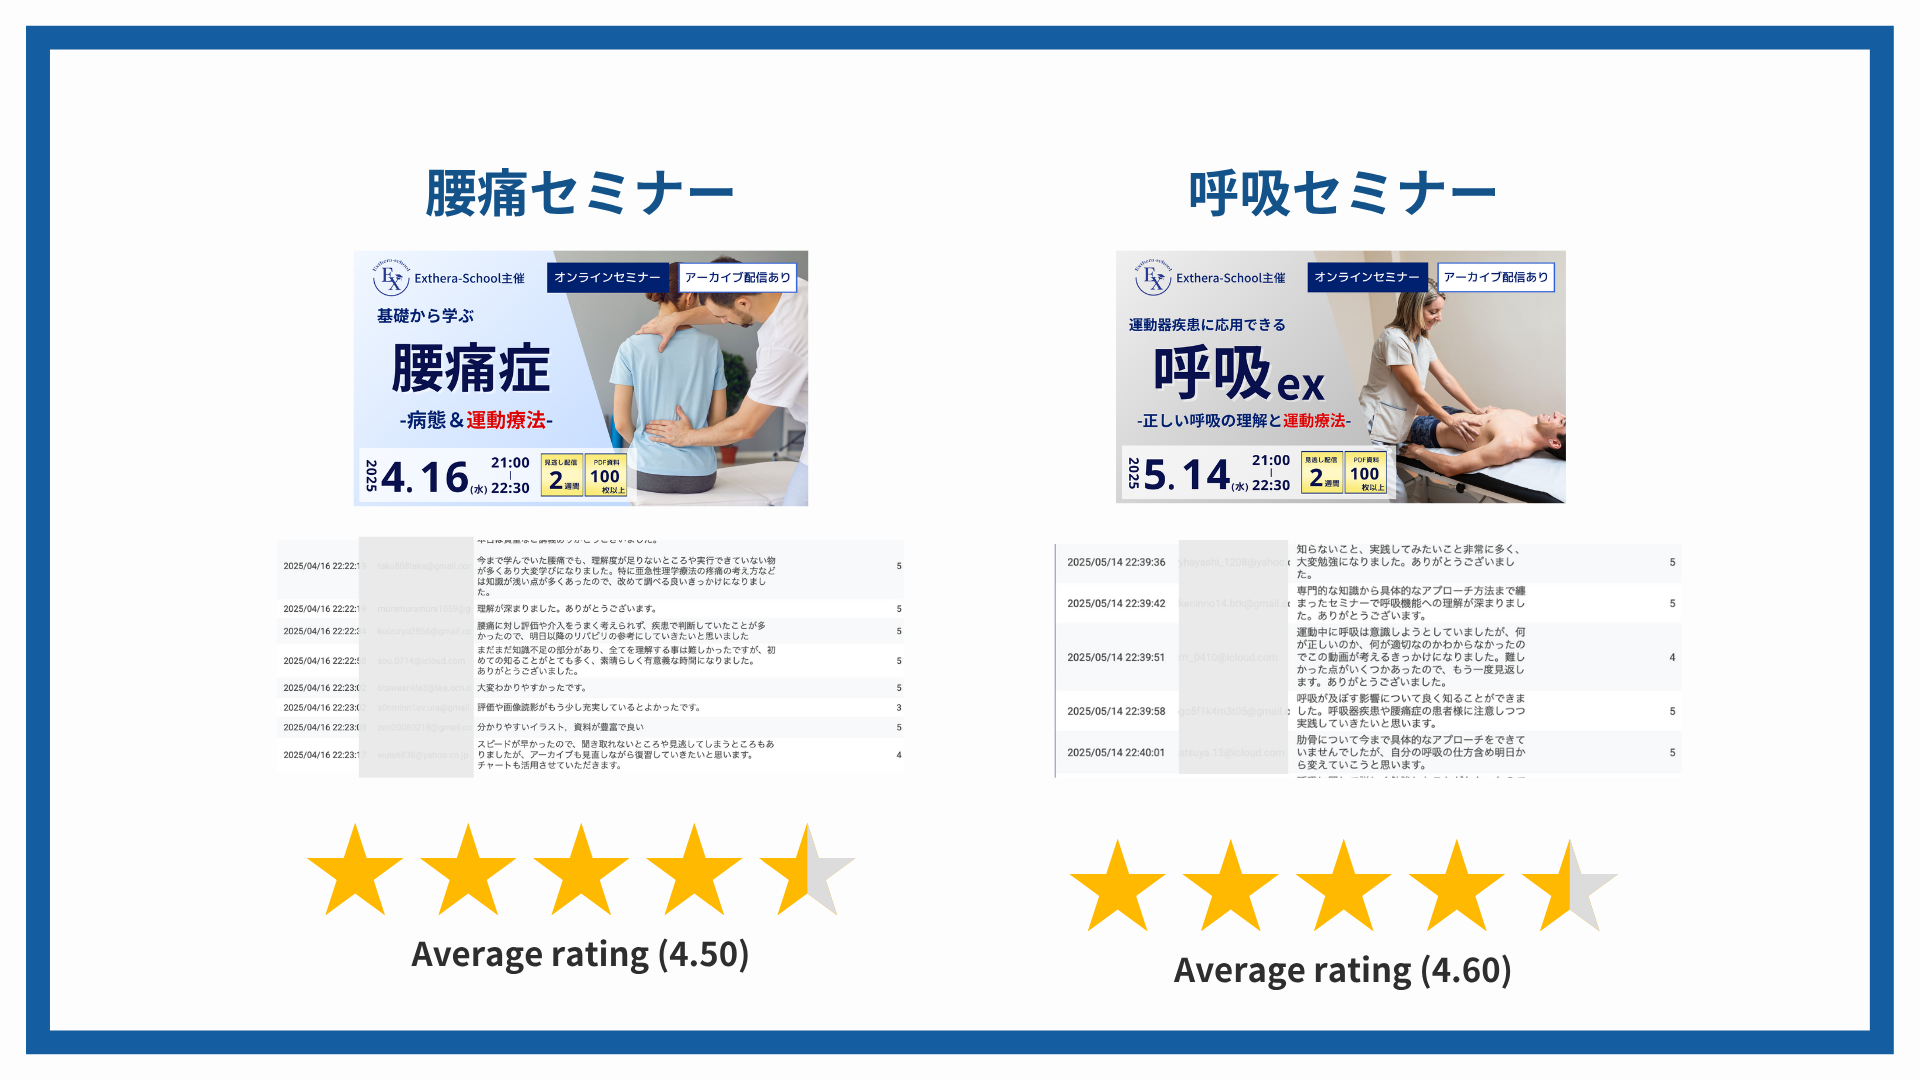 腰痛セミナー
Exthera-school
EX
Exthera-School主催
オンラインセミナー
アーカイブ配信あり
基礎から学ぶ
腰痛症
-病態&運動療法-
2025
4.16(水)
21:00
22:30
見逃し配信
2週間
PDF資料
100
枚以上
2025/04/16 22:22:1
今まで学んでいた腰痛でも、理解度が足りないところや実行できていない物
が多くあり大変学びになりました。特に亜急性理学療法の疼痛の考え方など
は知識が浅い点が多くあったので、改めて調べる良いきっかけになりまし
た。
5
2025/04/16 22:22:1
理解が深まりました。ありがとうございます。
5
2025/04/16 22:22:3
腰痛に対し評価や介入をうまく考えられず、疾患で判断していたことが多
かったので、明日以降のリハビリの参考にしていきたいと思いました
5
2025/04/16 22:22:5
まだまだ知識不足の部分があり、全てを理解する事は難しかったですが、初
めての知ることがとても多く、素晴らしく有意義な時間になりました。
ありがとうございました。
5
2025/04/16 22:23:0
大変わかりやすかったです。
5
2025/04/16 22:23:0
評価や画像読影がもう少し充実しているとよかったです。
3
2025/04/16 22:23:0
分かりやすいイラスト，資料が豊富で良い
5
2025/04/16 22:23:1
スピードが早かったので、聞き取れないところや見逃してしまうところもあ
りましたが、アーカイブも見直しながら復習していきたいと思います。
チャートも活用させていただきます。
4
Average rating (4.50)
呼吸セミナー
Exthera-school
EX
Exthera-School主催
オンラインセミナー
アーカイブ配信あり
運動器疾患に応用できる
呼吸ex
-正しい呼吸の理解と運動療法-
2025
5.14(水)
21:00
22:30
見逃し配信
2週間
PDF資料
100
枚以上
2025/05/14 22:39:36
知らないこと、実践してみたいこと非常に多く、
大変勉強になりました。ありがとうございまし
た。
5
2025/05/14 22:39:42
専門的な知識から具体的なアプローチ方法まで纏
まったセミナーで呼吸機能への理解が深まりまし
た。ありがとうございます。
5
2025/05/14 22:39:51
運動中に呼吸は意識しようとしていましたが、何
が正しいのか、何が適切なのかわからなかったの
でこの動画が考えるきっかけになりました。難し
かった点がいくつかあったので、もう一度見返し
ます。ありがとうございました。
4
2025/05/14 22:39:58
呼吸が及ぼす影響について良く知ることができま
した。呼吸器疾患や腰痛症の患者様に注意しつつ
実践していきたいと思います。
5
2025/05/14 22:40:01
肋骨について今まで具体的なアプローチをできて
いませんでしたが、自分の呼吸の仕方含め明日か
ら変えていこうと思います。
5
Average rating (4.60)